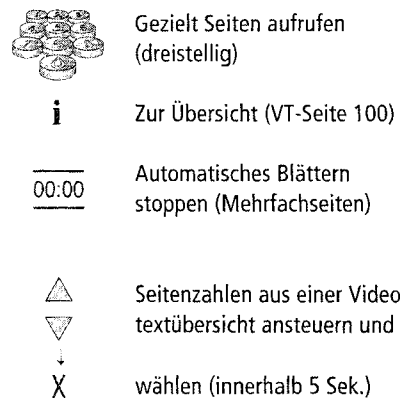 Gezielt Seiten aufrufen
(dreistellig)
i Zur Übersicht (VT-Seite 100)
Automatisches Blättern
00:00 stoppen (Mehrfachseiten)
Seitenzahlen aus einer Video
textübersicht ansteuern und
X wählen (innerhalb 5 Sek.)